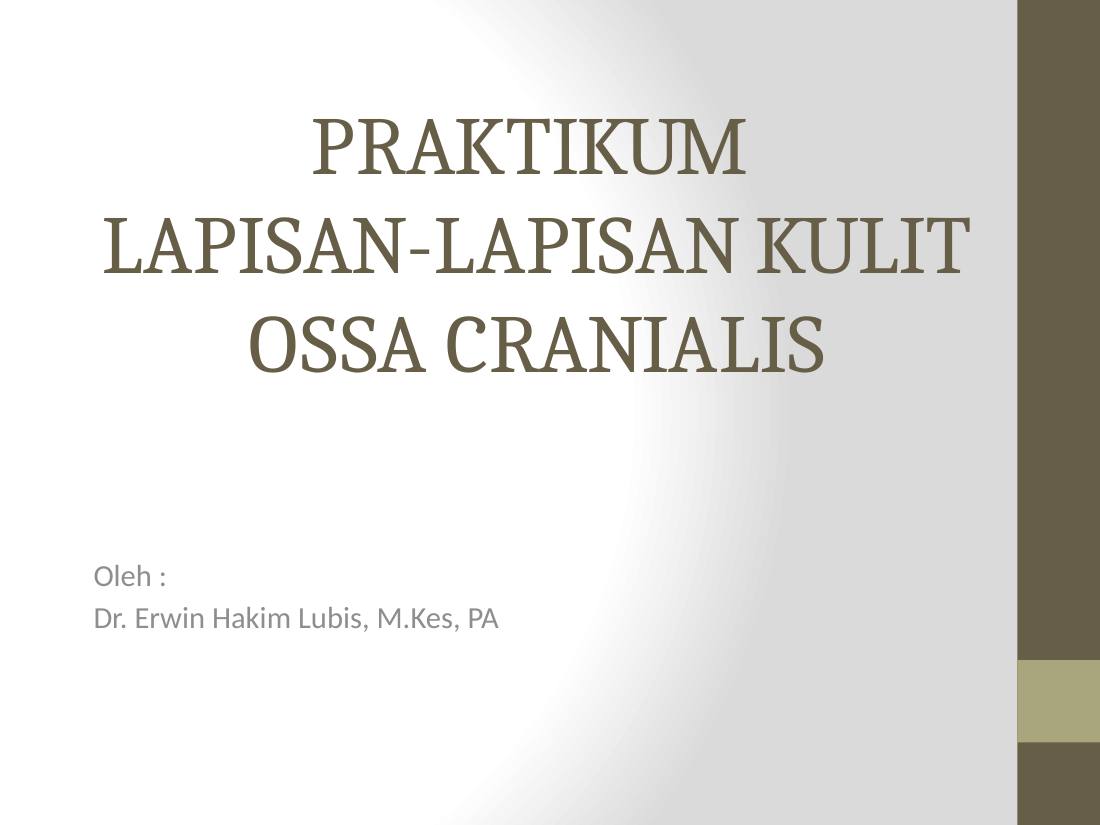 PRAKTIKUM
LAPISAN-LAPISAN KULIT
OSSA CRANIALIS
Oleh :
Dr. Erwin Hakim Lubis, M.Kes, PA